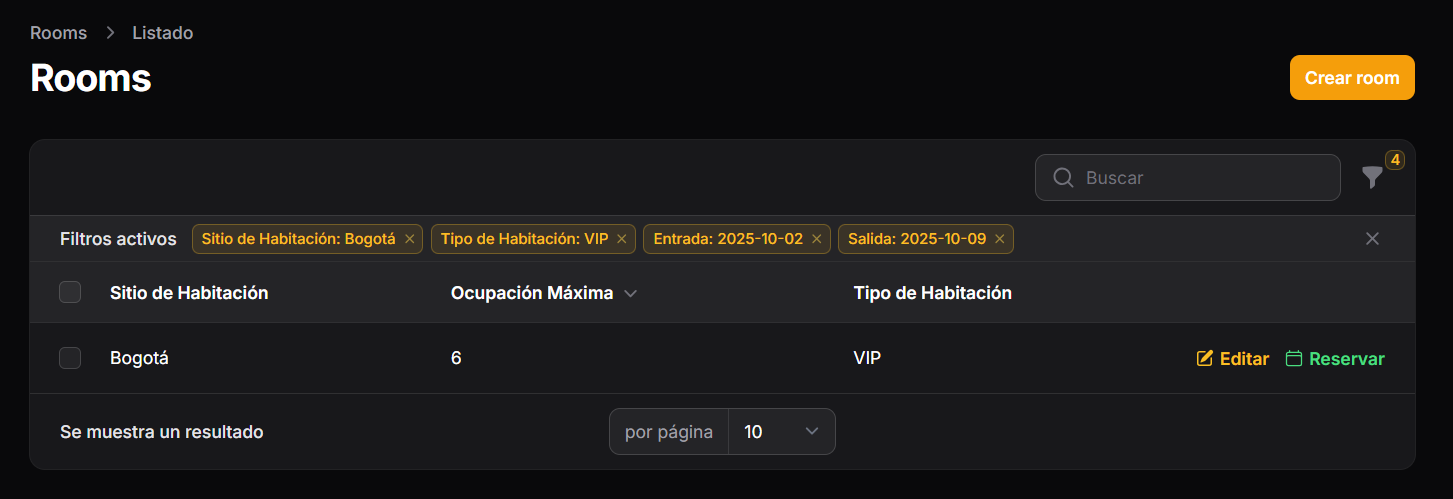 Rooms > Listado
Rooms
Crear room
Buscar
4
Filtros activos Sitio de Habitación: Bogotá × Tipo de Habitación: VIP × Entrada: 2025-10-02 × Salida: 2025-10-09 ×
Sitio de Habitación Ocupación Máxima Tipo de Habitación
Bogotá 6 VIP Editar Reservar
Se muestra un resultado por página 10